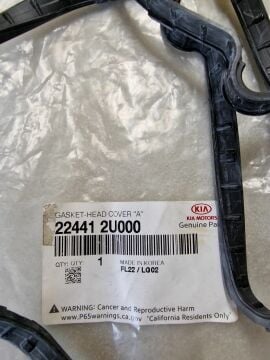 GASKET-HEAD COVER "A"
22441 2U000
KIA
KIA MOTORS
Genuine Pa
QTY: QTY: 1
MADE IN KOREA
FL22 / LG02
WARNING: Cancer and Reproductive Harm
www.P65warnings.ca.gov "California Residents Only"